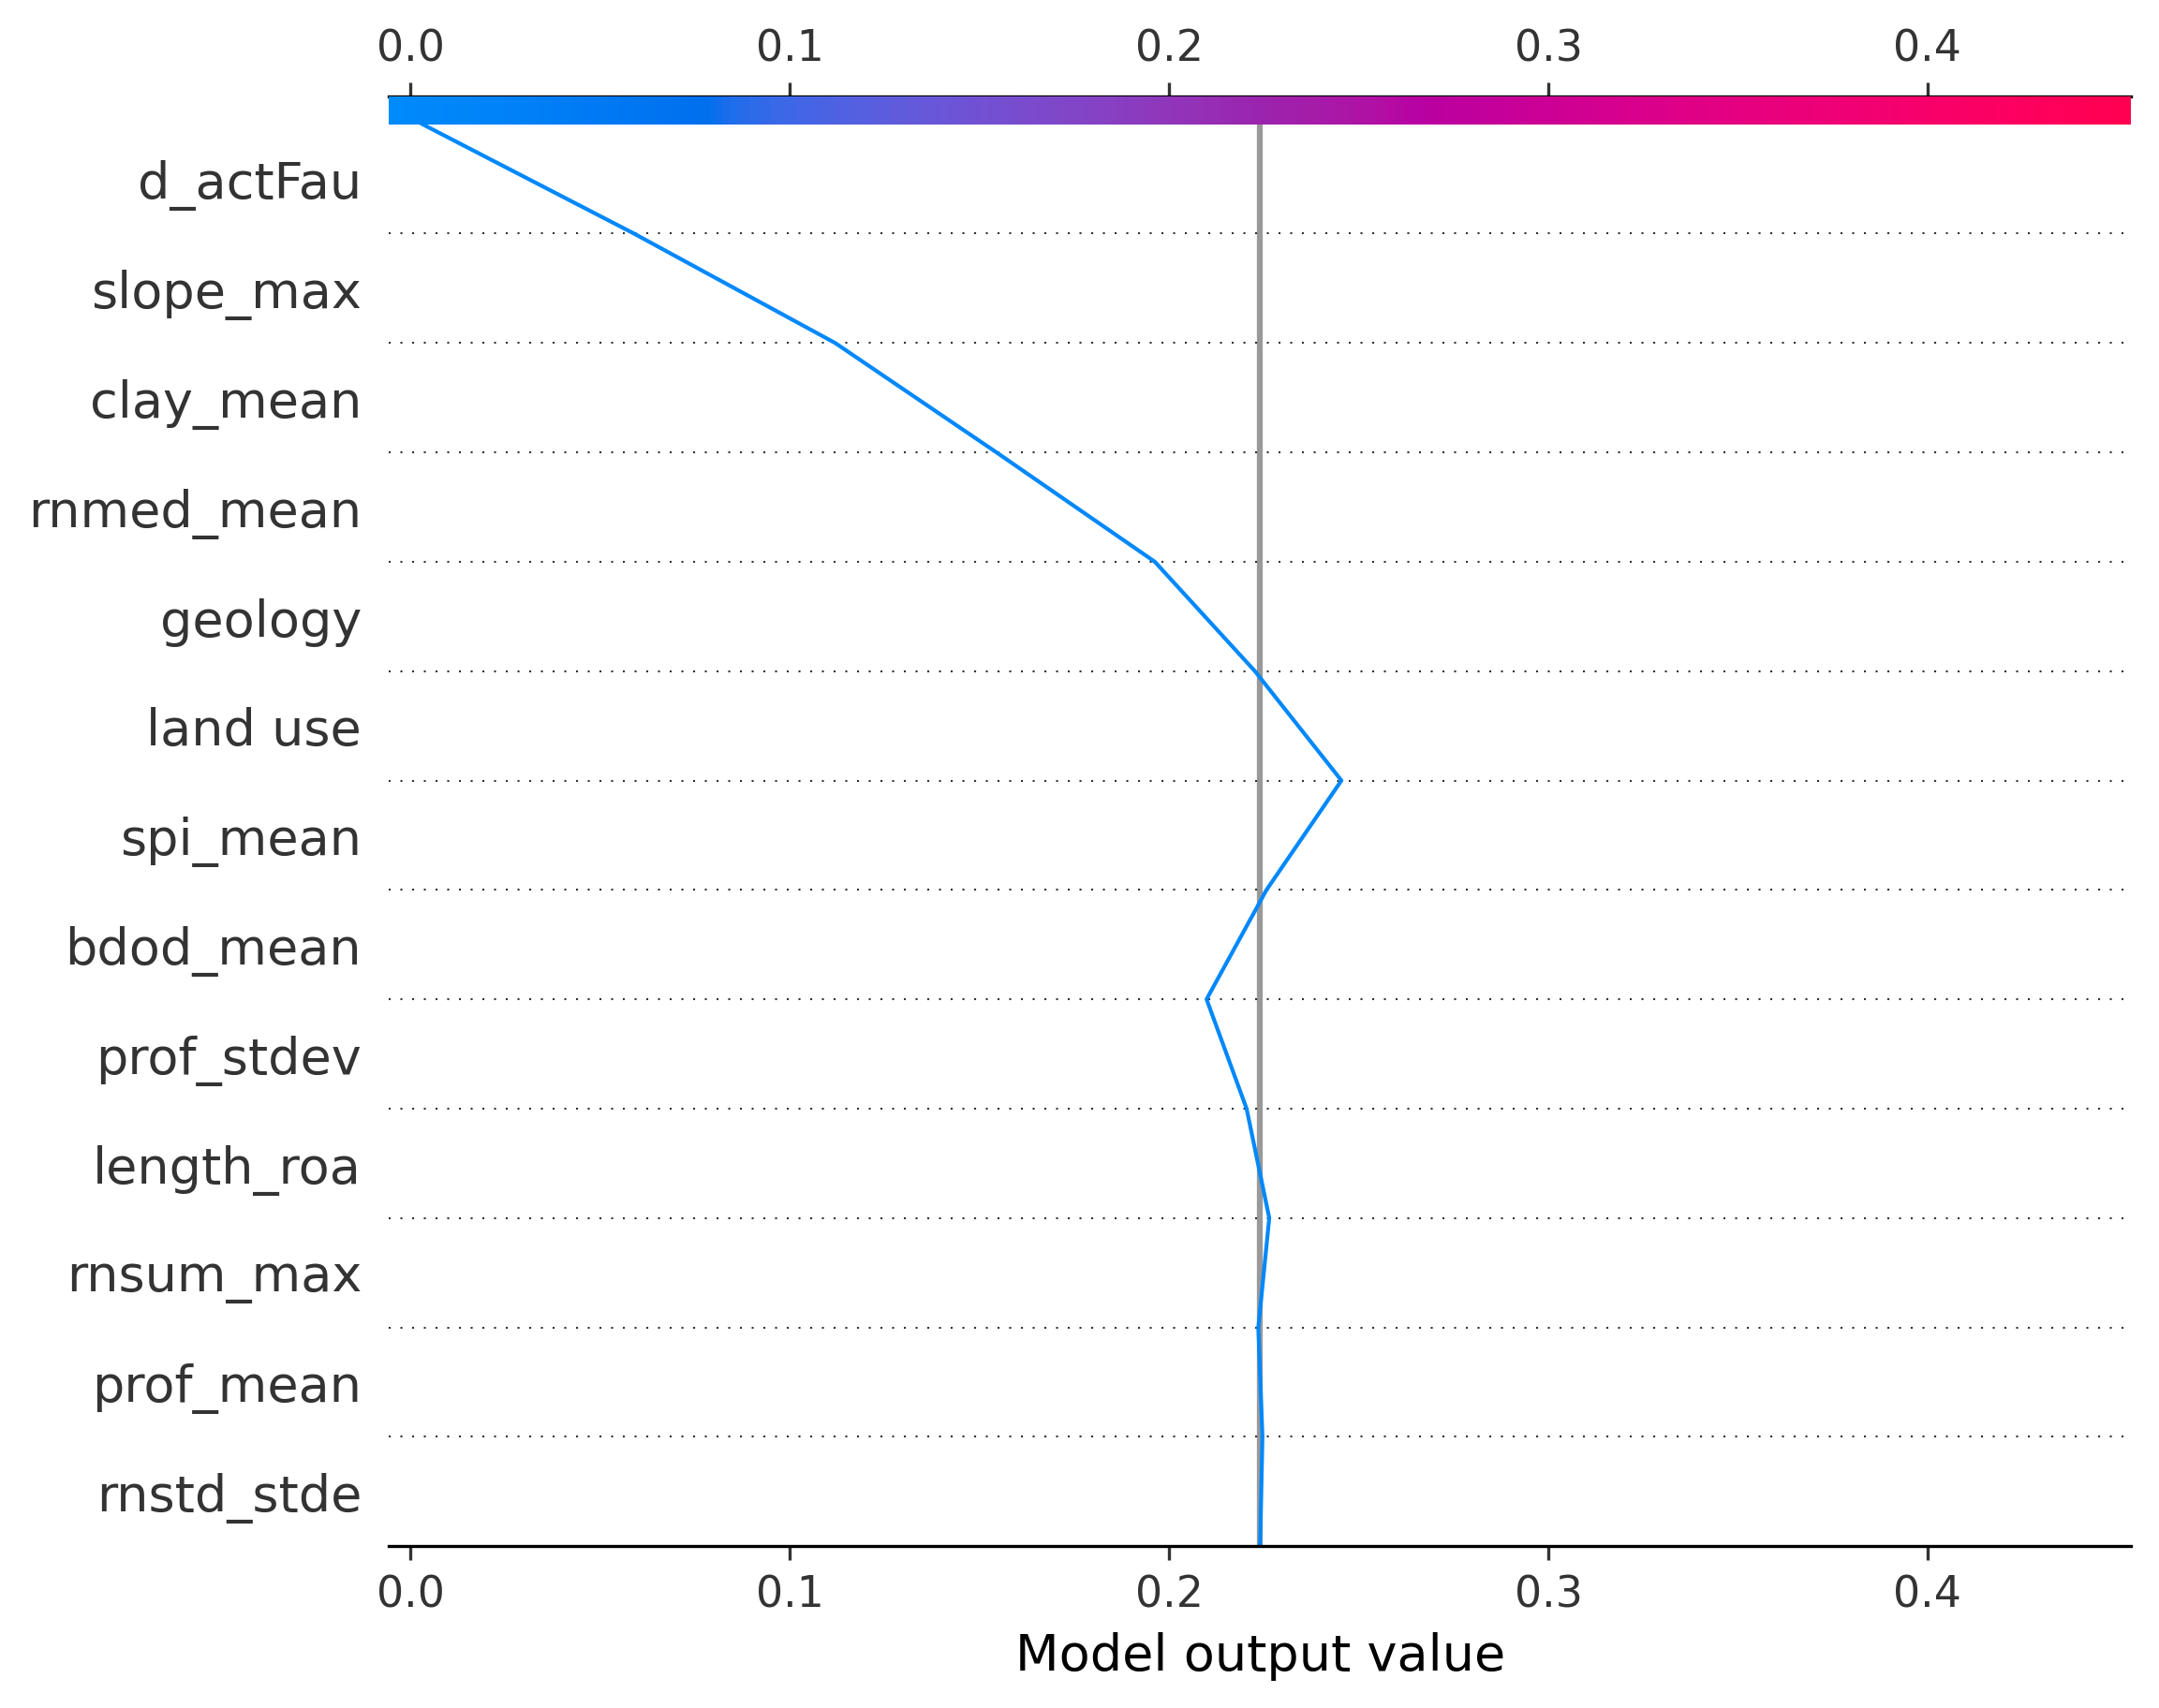 0.0 0.1 0.2 0.3 0.4
d_actFau
slope_max
clay_mean
rnmed_mean
geology
land use
spi_mean
bdod_mean
prof_stdev
length_roa
rnsum_max
prof_mean
rnstd_stde
0.0 0.1 0.2 0.3 0.4
Model output value